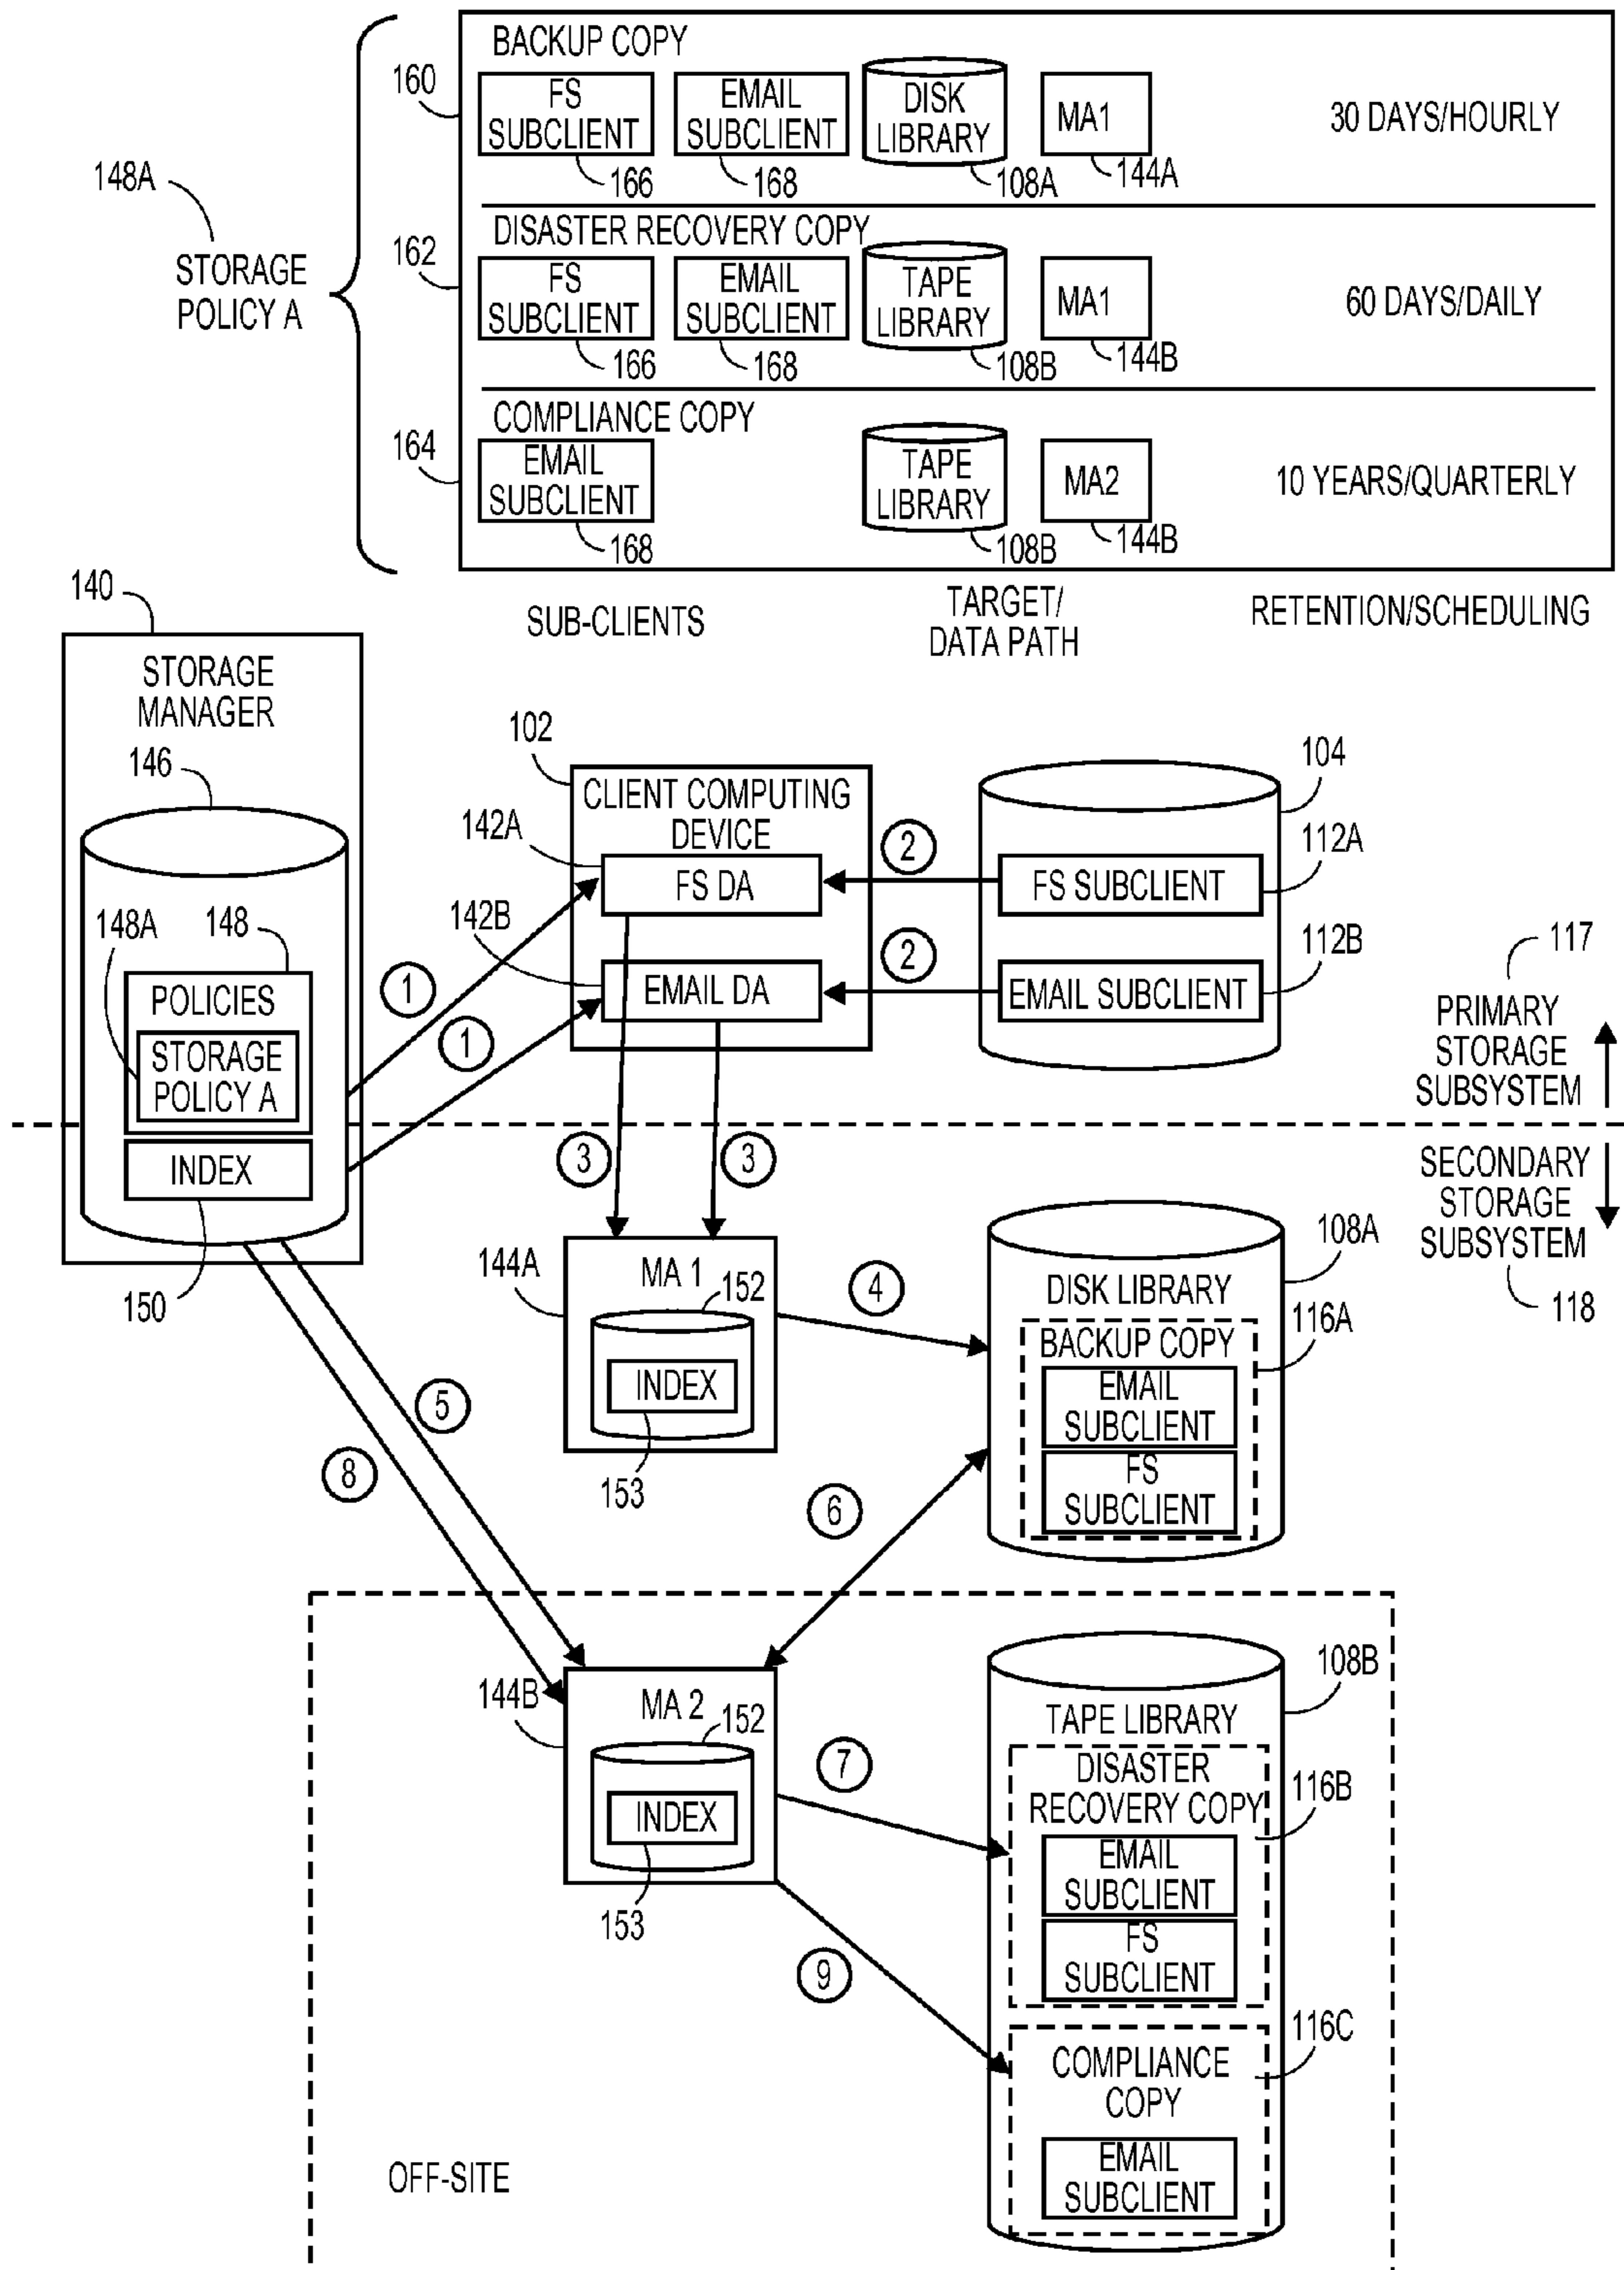 BACKUP COPY
160
FS
SUBCLIENT
166
EMAIL
SUBCLIENT
168
DISK
LIBRARY
108A
MA1
144A
30 DAYS/HOURLY
148A
STORAGE
POLICY A
DISASTER RECOVERY COPY
162
FS
SUBCLIENT
166
EMAIL
SUBCLIENT
168
TAPE
LIBRARY
108B
MA1
144B
60 DAYS/DAILY
COMPLIANCE COPY
164
EMAIL
SUBCLIENT
168
TAPE
LIBRARY
108B
MA2
144B
10 YEARS/QUARTERLY
SUB-CLIENTS
TARGET/
DATA PATH
RETENTION/SCHEDULING
140
STORAGE
MANAGER
146
148A
148
POLICIES
STORAGE
POLICY A
INDEX
150
102
CLIENT COMPUTING
DEVICE
142A
FS DA
142B
EMAIL DA
1
1
2
2
104
FS SUBCLIENT
112A
EMAIL SUBCLIENT
112B
117
PRIMARY
STORAGE
SUBSYSTEM
SECONDARY
STORAGE
SUBSYSTEM
118
3
3
144A
MA 1
152
INDEX
153
4
108A
DISK LIBRARY
116A
BACKUP COPY
EMAIL
SUBCLIENT
FS
SUBCLIENT
5
8
6
144B
MA 2
152
INDEX
153
7
9
108B
TAPE LIBRARY
DISASTER
RECOVERY COPY
116B
EMAIL
SUBCLIENT
FS
SUBCLIENT
116C
COMPLIANCE
COPY
EMAIL
SUBCLIENT
OFF-SITE